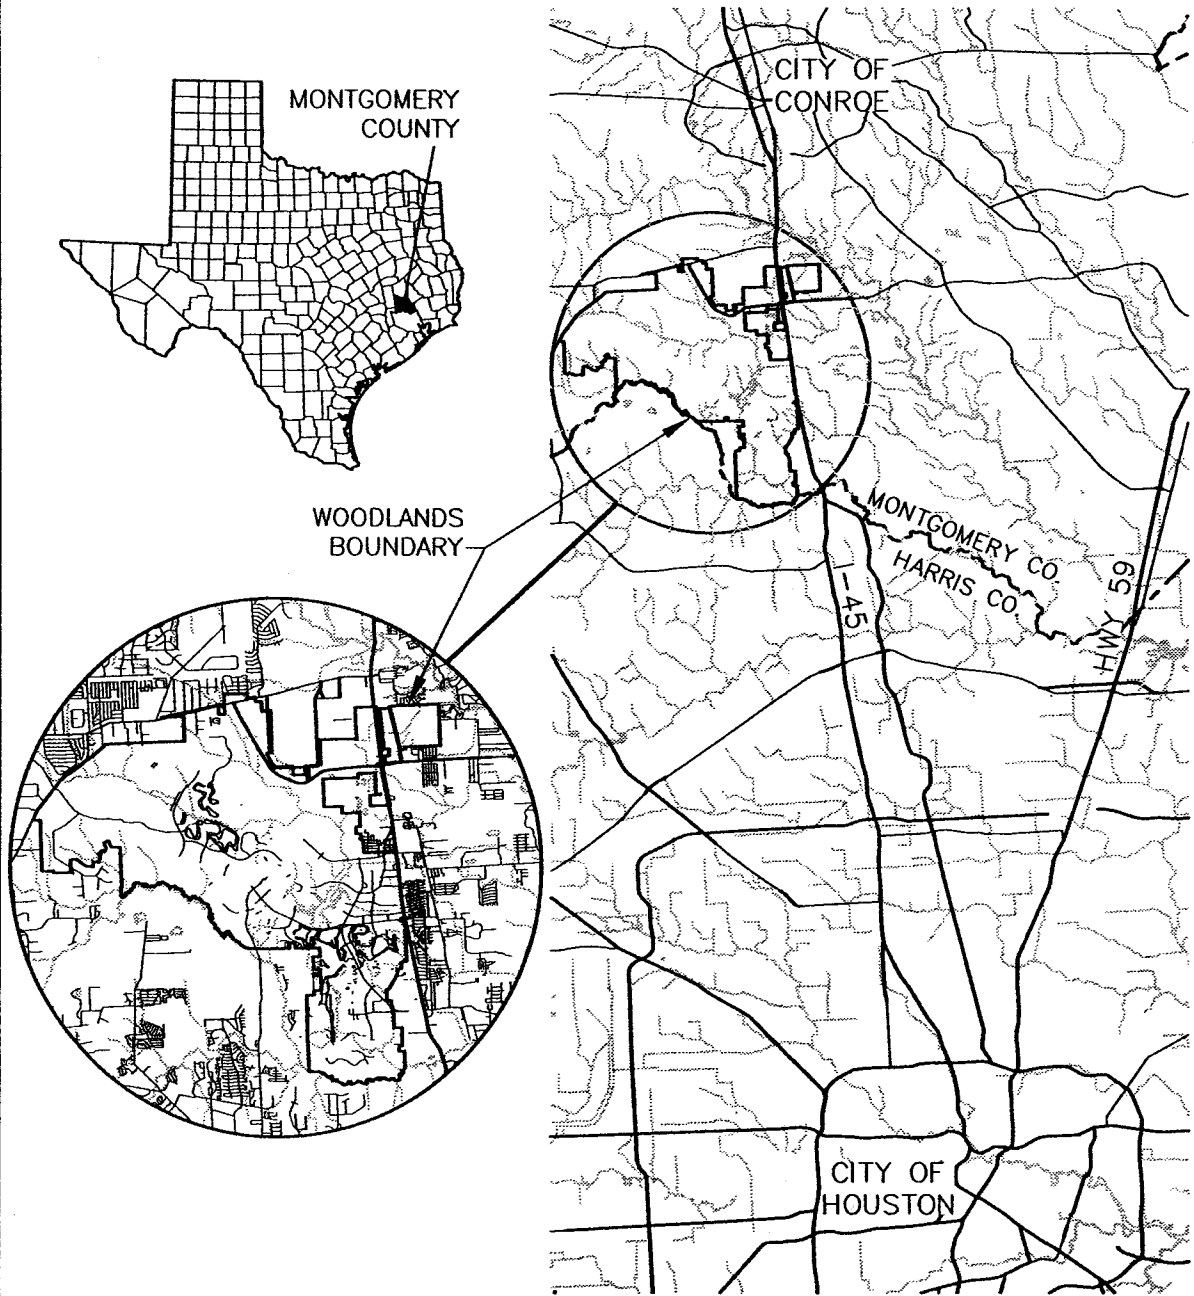 MONTGOMERY
COUNTY
CITY OF
CONROE
WOODLANDS
BOUNDARY
MONTGOMERY CO.
HARRIS CO.
I-45
HWY 59
CITY OF
HOUSTON